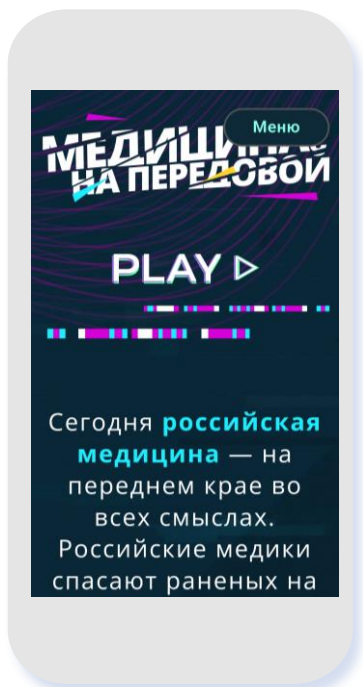 Меню
МЕДИЦИНА
НА ПЕРЕДОВОЙ
PLAY
Сегодня российская
медицина — на
переднем крае во
всех смыслах.
Российские медики
спасают раненых на